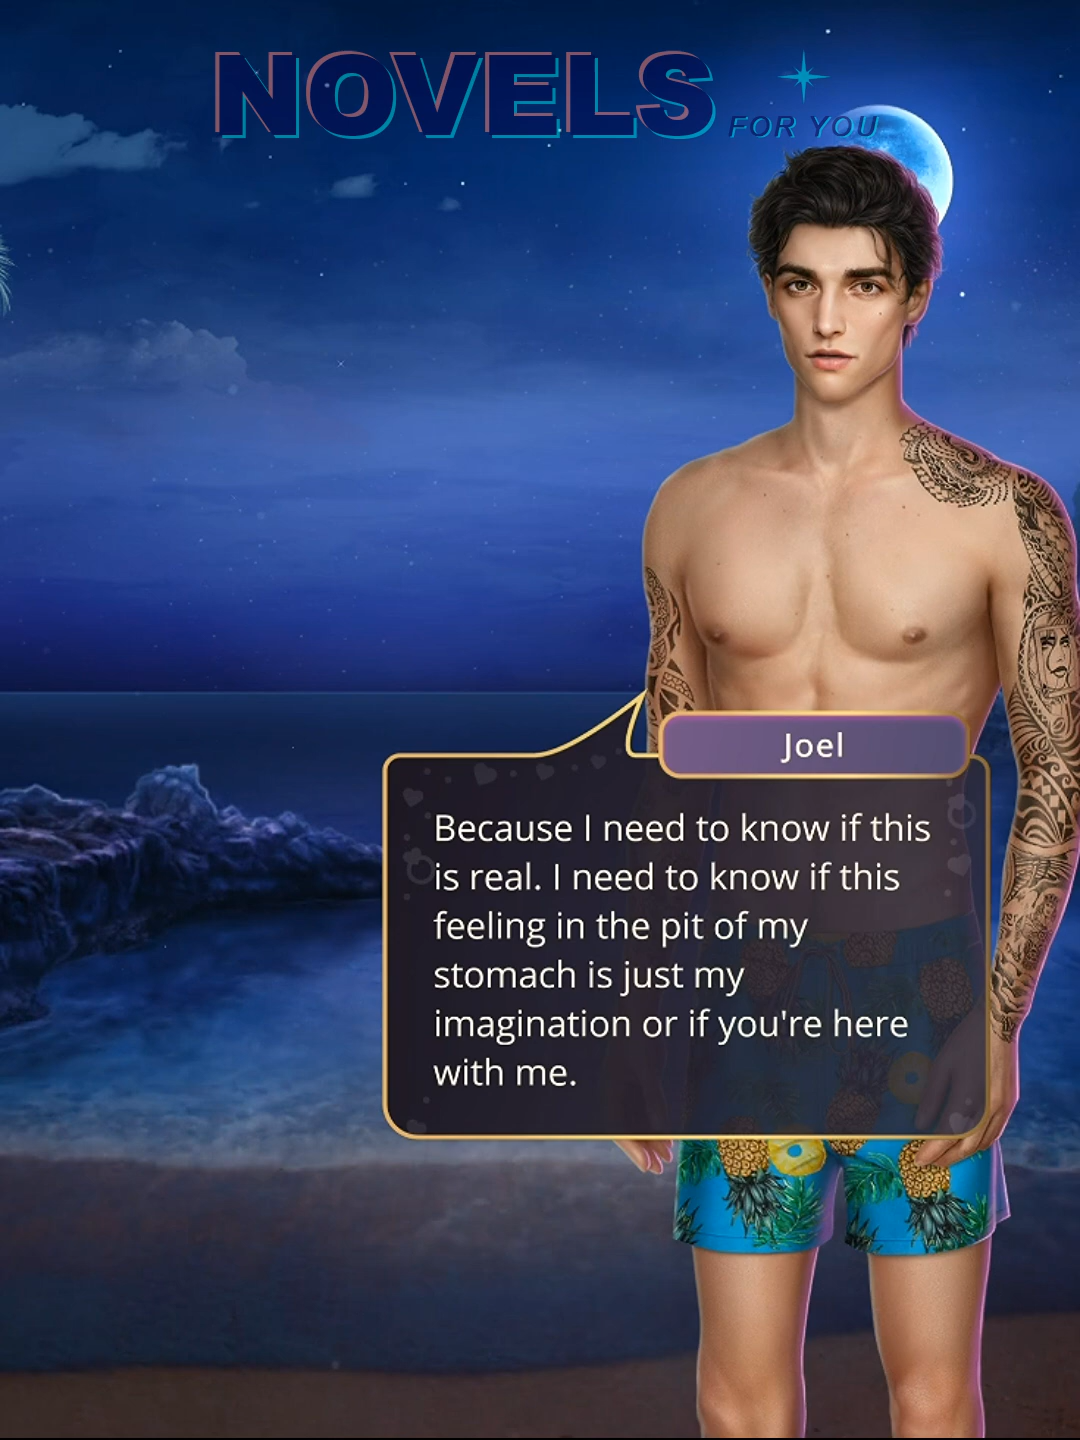 NOVELS
FOR YOU
Joel
Because I need to know if this
is real. I need to know if this
feeling in the pit of my
stomach is just my
imagination or if you're here
with me.